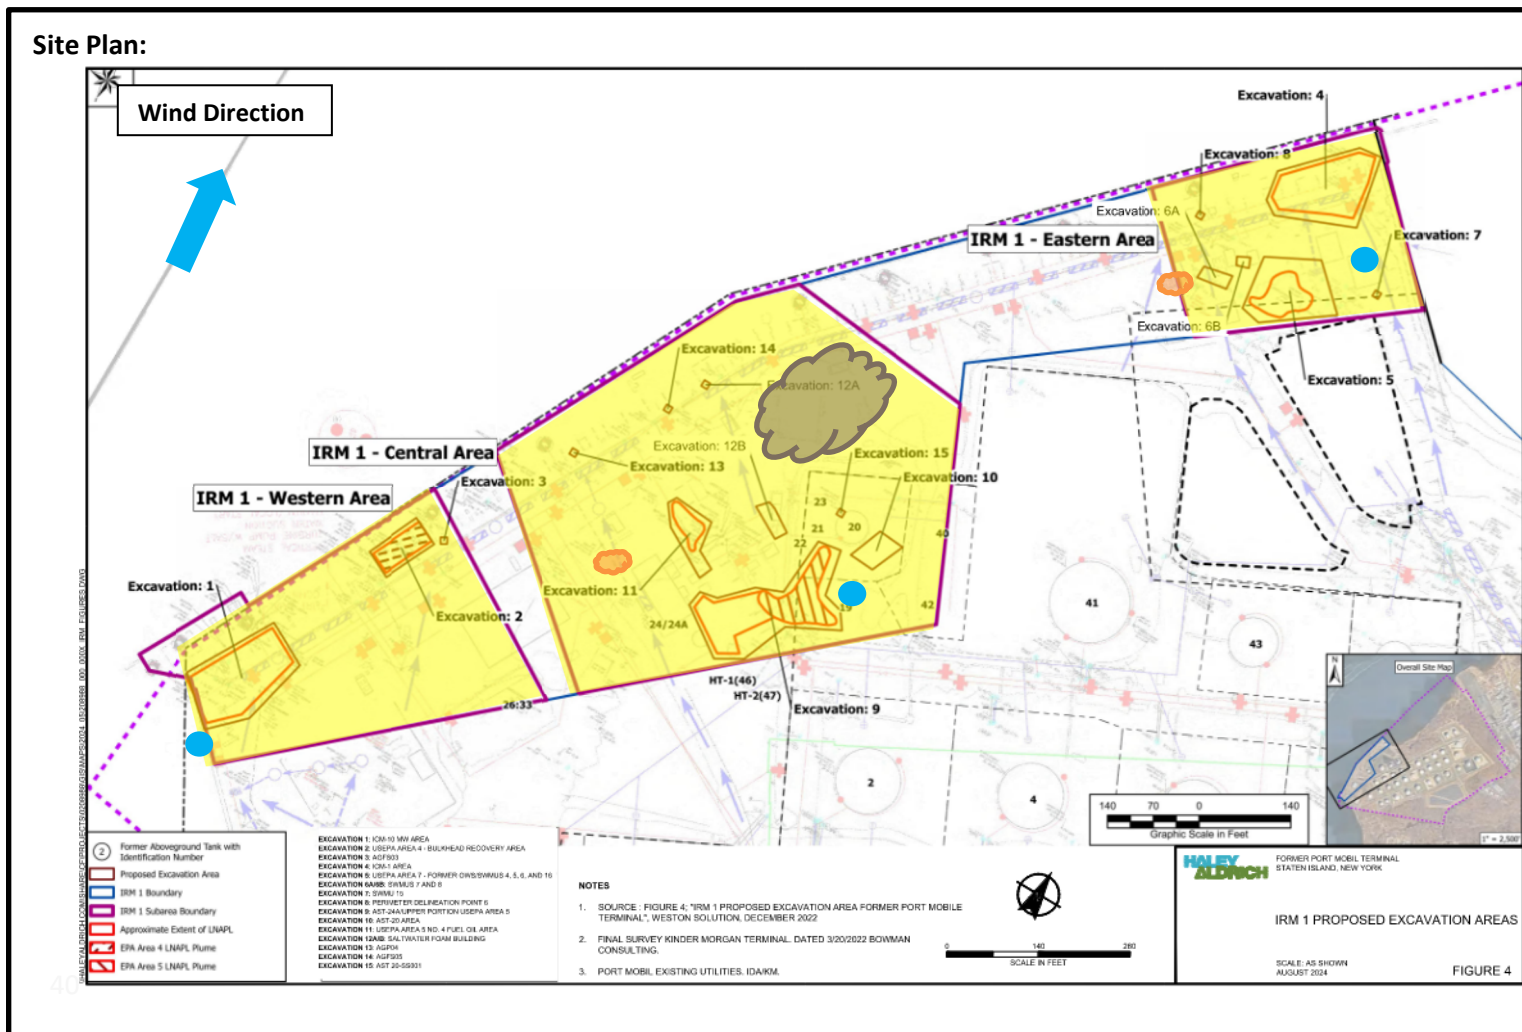 Site Plan:
Wind Direction
Excavation: 4
Excavation: 8
Excavation: 6A
IRM 1 - Eastern Area
Excavation: 7
Excavation: 6B
Excavation: 14
Excavation: 12A
Excavation: 5
IRM 1 - Central Area
Excavation: 12B
Excavation: 15
Excavation: 13
Excavation: 3
Excavation: 10
IRM 1 - Western Area
23
21
20
22
40
Excavation: 1
Excavation: 11
Excavation: 2
19
42
41
24/24A
43
HT-1(46)
HT-2(47)
26:33
Excavation: 9
2
4
N
Overall Site Map
1" = 2,500'
140 70 0 140
Graphic Scale in Feet
2
Former Aboveground Tank with
Identification Number
Proposed Excavation Area
IRM 1 Boundary
IRM 1 Subarea Boundary
Approximate Extent of LNAPL
EPA Area 4 LNAPL Plume
EPA Area 5 LNAPL Plume
EXCAVATION 1: ICM-10 MW AREA
EXCAVATION 2: USEPA AREA 4 - BULKHEAD RECOVERY AREA
EXCAVATION 3: AGFS03
EXCAVATION 4: ICM-1 AREA
EXCAVATION 5: USEPA AREA 7 - FORMER OWS/SWMUS 4, 5, 6, AND 16
EXCAVATION 6A/6B: SWMUS 7 AND 8
EXCAVATION 7: SWMU 15
EXCAVATION 8: PERIMETER DELINEATION POINT 6
EXCAVATION 9: AST-24A/UPPER PORTION USEPA AREA 5
EXCAVATION 10: AST-20 AREA
EXCAVATION 11: USEPA AREA 5 NO. 4 FUEL OIL AREA
EXCAVATION 12A/B: SALTWATER FOAM BUILDING
EXCAVATION 13: AGP04
EXCAVATION 14: AGFS05
EXCAVATION 15: AST 20-SS001
NOTES
1. SOURCE : FIGURE 4; "IRM 1 PROPOSED EXCAVATION AREA FORMER PORT MOBILE
TERMINAL", WESTON SOLUTION, DECEMBER 2022
2. FINAL SURVEY KINDER MORGAN TERMINAL. DATED 3/20/2022 BOWMAN
CONSULTING.
3. PORT MOBIL EXISTING UTILITIES. IDA/KM.
0 140 280
SCALE IN FEET
HALEY
ALDRICH
FORMER PORT MOBIL TERMINAL
STATEN ISLAND, NEW YORK
IRM 1 PROPOSED EXCAVATION AREAS
SCALE: AS SHOWN
AUGUST 2024
FIGURE 4
40